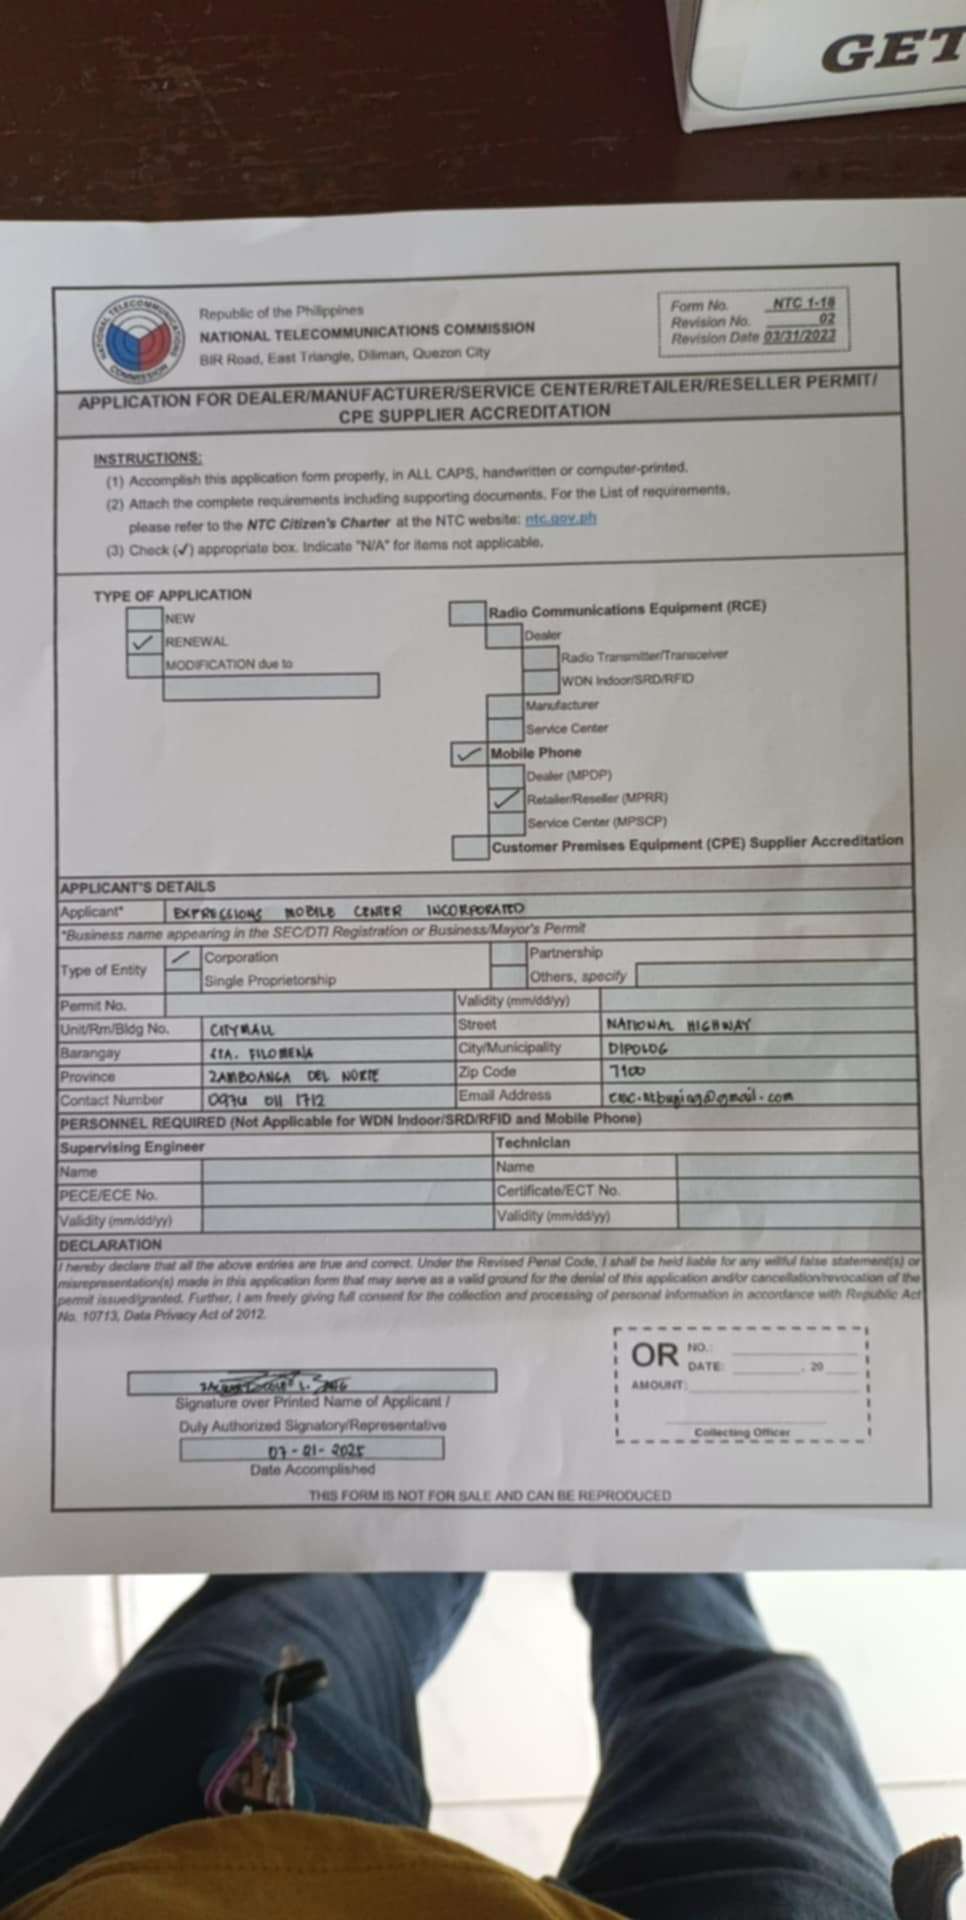 GET
NATIONAL TELECOMMUNICATIONS COMMISSION
Republic of the Philippines
NATIONAL TELECOMMUNICATIONS COMMISSION
BIR Road, East Triangle, Diliman, Quezon City
Form No. NTC 1-18
Revision No. 02
Revision Date 03/31/2023
APPLICATION FOR DEALER/MANUFACTURER/SERVICE CENTER/RETAILER/RESELLER PERMIT/
CPE SUPPLIER ACCREDITATION
INSTRUCTIONS:
(1) Accomplish this application form properly, in ALL CAPS, handwritten or computer-printed.
(2) Attach the complete requirements including supporting documents. For the List of requirements,
please refer to the NTC Citizen's Charter at the NTC website: ntc.gov.ph
(3) Check (✓) appropriate box. Indicate "N/A" for items not applicable.
TYPE OF APPLICATION
NEW
✓ RENEWAL
MODIFICATION due to
Radio Communications Equipment (RCE)
Dealer
Radio Transmitter/Transceiver
WDN Indoor/SRD/RFID
Manufacturer
Service Center
✓ Mobile Phone
Dealer (MPDP)
✓ Retailer/Reseller (MPRR)
Service Center (MPSCP)
Customer Premises Equipment (CPE) Supplier Accreditation
APPLICANT'S DETAILS
Applicant* EXPRESSIONS MOBILE CENTER INCORPORATED
*Business name appearing in the SEC/DTI Registration or Business/Mayor's Permit
Type of Entity
Corporation
Partnership
Single Proprietorship
Others, specify
Permit No. Validity (mm/dd/yy)
Unit/Rm/Bldg No. CITYMALL Street NATIONAL HIGHWAY
Barangay STA. FILOMENA City/Municipality DIPOLOG
Province ZAMBOANGA DEL NORTE Zip Code 7100
Contact Number 011 1712 Email Address
PERSONNEL REQUIRED (Not Applicable for WDN Indoor/SRD/RFID and Mobile Phone)
Supervising Engineer Technician
Name Name
PECE/ECE No. Certificate/ECT No.
Validity (mm/dd/yy) Validity (mm/dd/yy)
DECLARATION
I hereby declare that all the above entries are true and correct. Under the Revised Penal Code, I shall be held liable for any willful false statement(s) or
misrepresentation(s) made in this application form that may serve as a valid ground for the denial of this application and/or cancellation/revocation of the
permit issued/granted. Further, I am freely giving full consent for the collection and processing of personal information in accordance with Republic Act
No. 10713, Data Privacy Act of 2012.
Signature over Printed Name of Applicant /
Duly Authorized Signatory/Representative
07-21-2025
Date Accomplished
OR NO.:
DATE: , 20
AMOUNT:
Collecting Officer
THIS FORM IS NOT FOR SALE AND CAN BE REPRODUCED